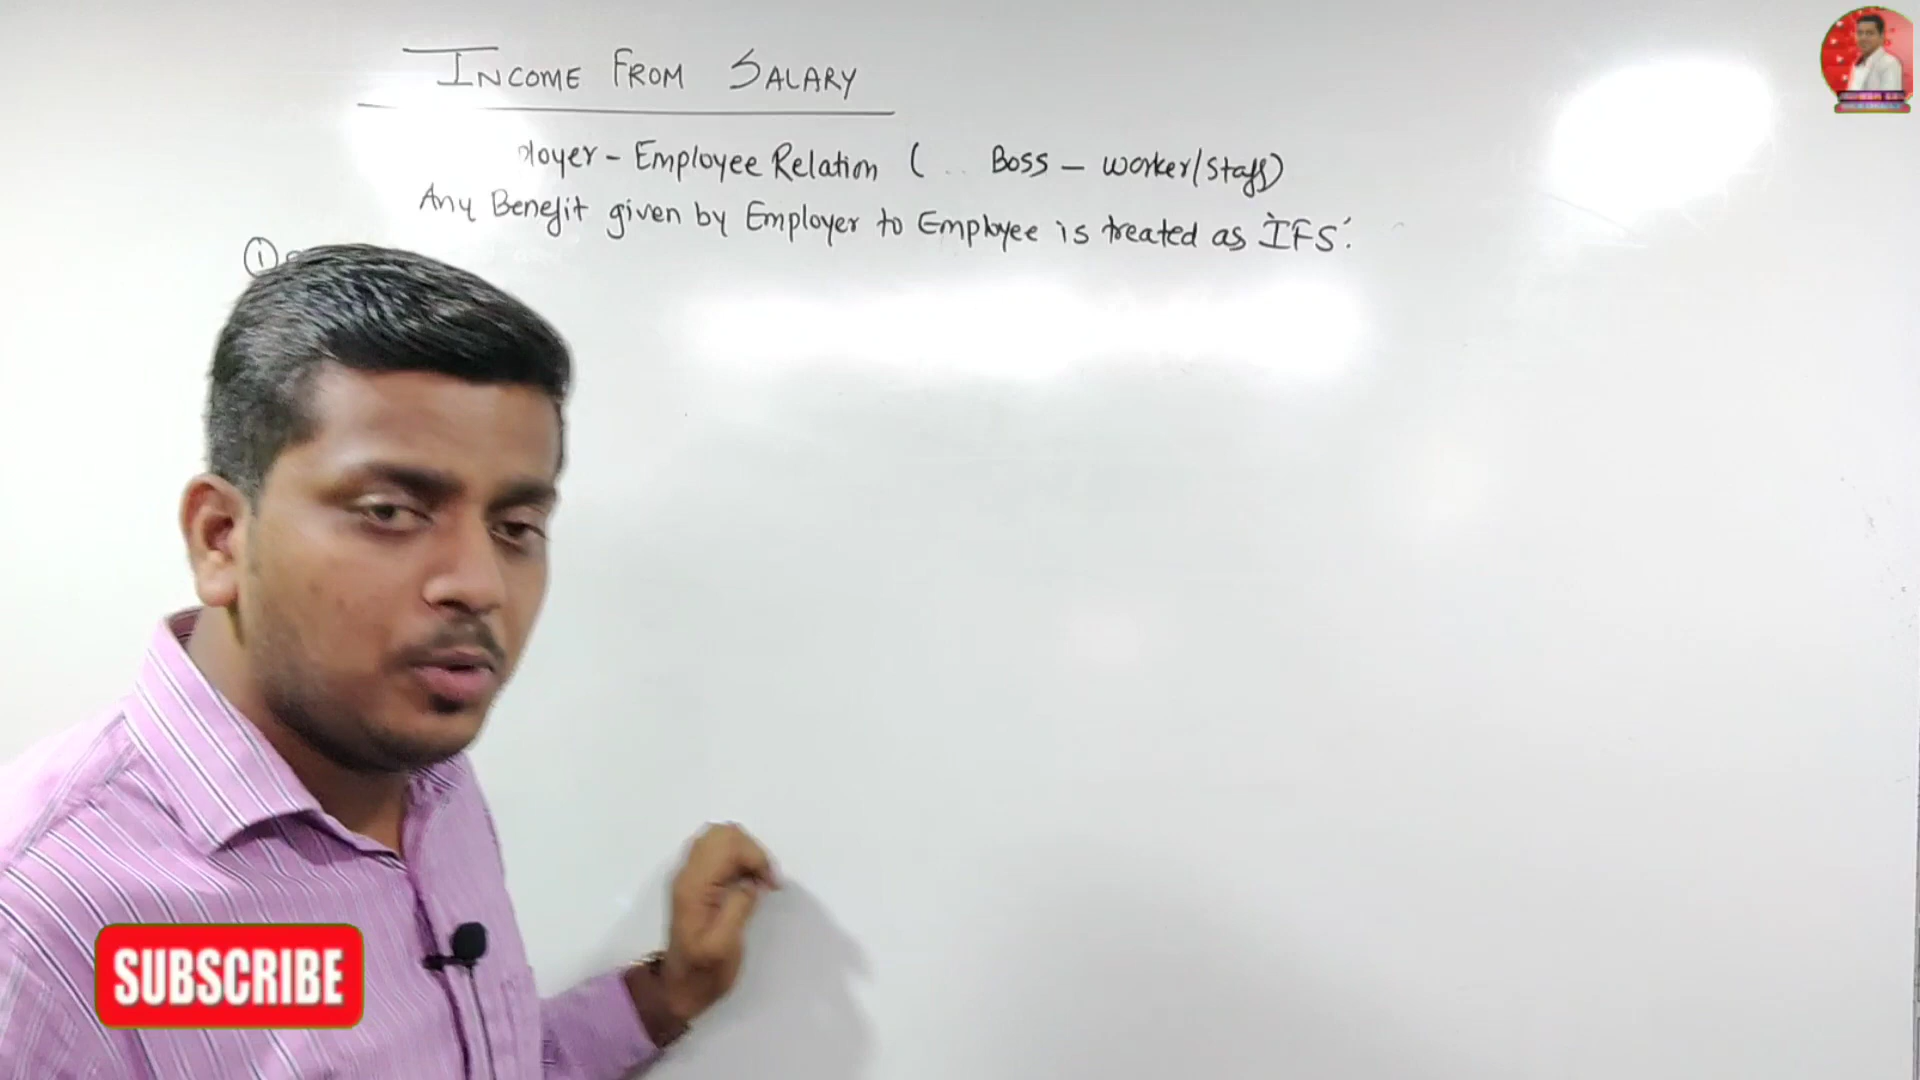 INCOME FROM SALARY
ployer - Employee Relation ( .. Boss - worker/staff)
Any Benefit given by Employer to Employee is treated as IFS.
①
SUBSCRIBE